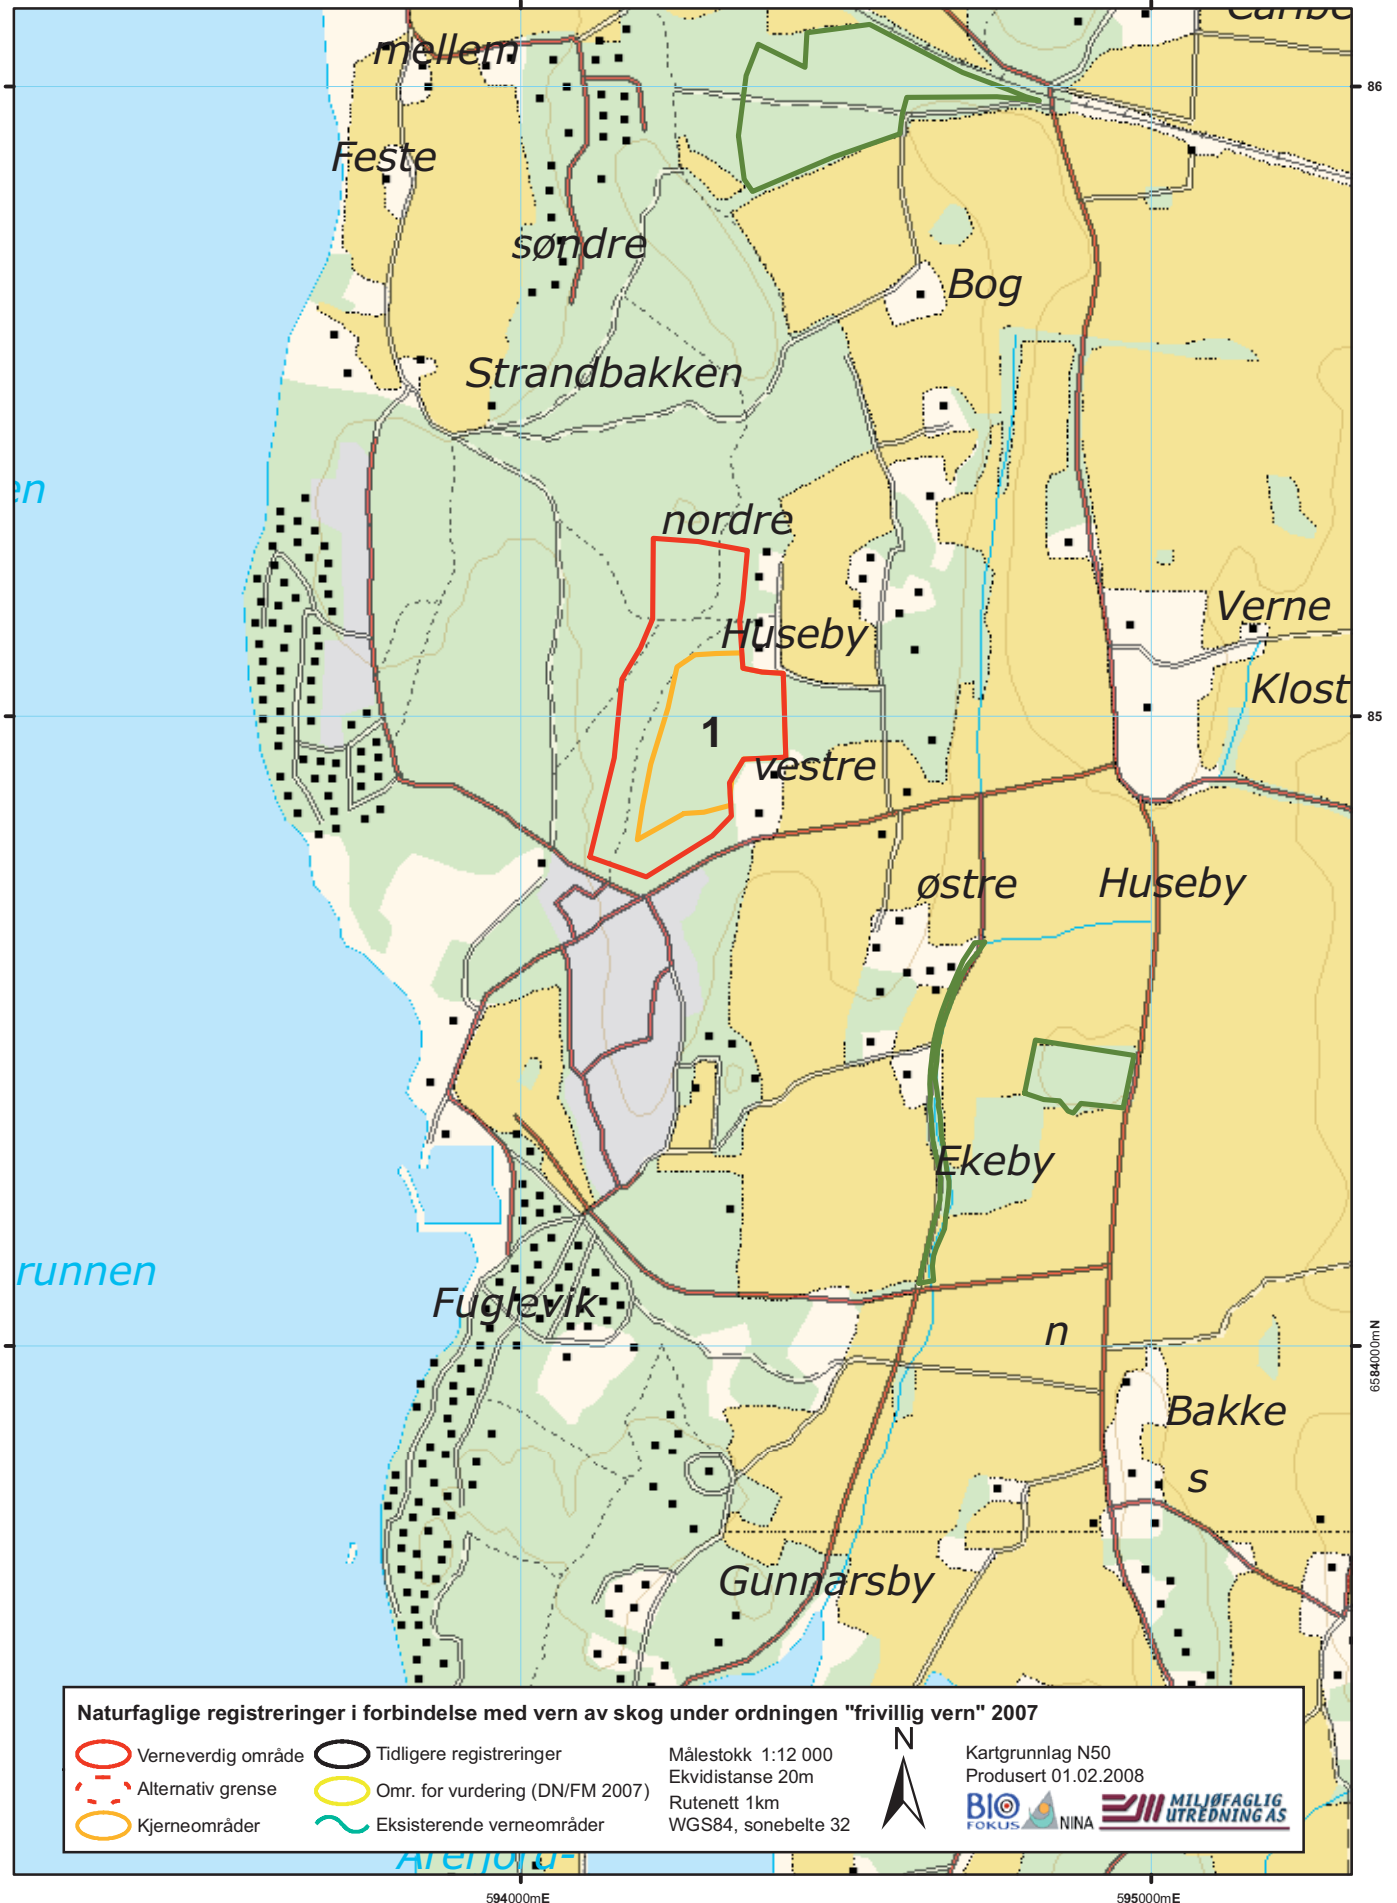 Caribe
mellem
86
Feste
søndre
Bog
Strandbakken
en
nordre
Verne
Huseby
Klost
85
1
vestre
østre
Huseby
Ekeby
runnen
Fuglevik
n
6584000mN
Bakke
s
Gunnarsby
Naturfaglige registreringer i forbindelse med vern av skog under ordningen "frivillig vern" 2007
Verneverdig område
Alternativ grense
Kjerneområder
Tidligere registreringer
Omr. for vurdering (DN/FM 2007)
Eksisterende verneområder
Målestokk 1:12 000
Ekvidistanse 20m
Rutenett 1km
WGS84, sonebelte 32
N
Kartgrunnlag N50
Produsert 01.02.2008
BIO
FOKUS
NINA
MILJØFAGLIG
UTREDNING AS
594000mE
595000mE